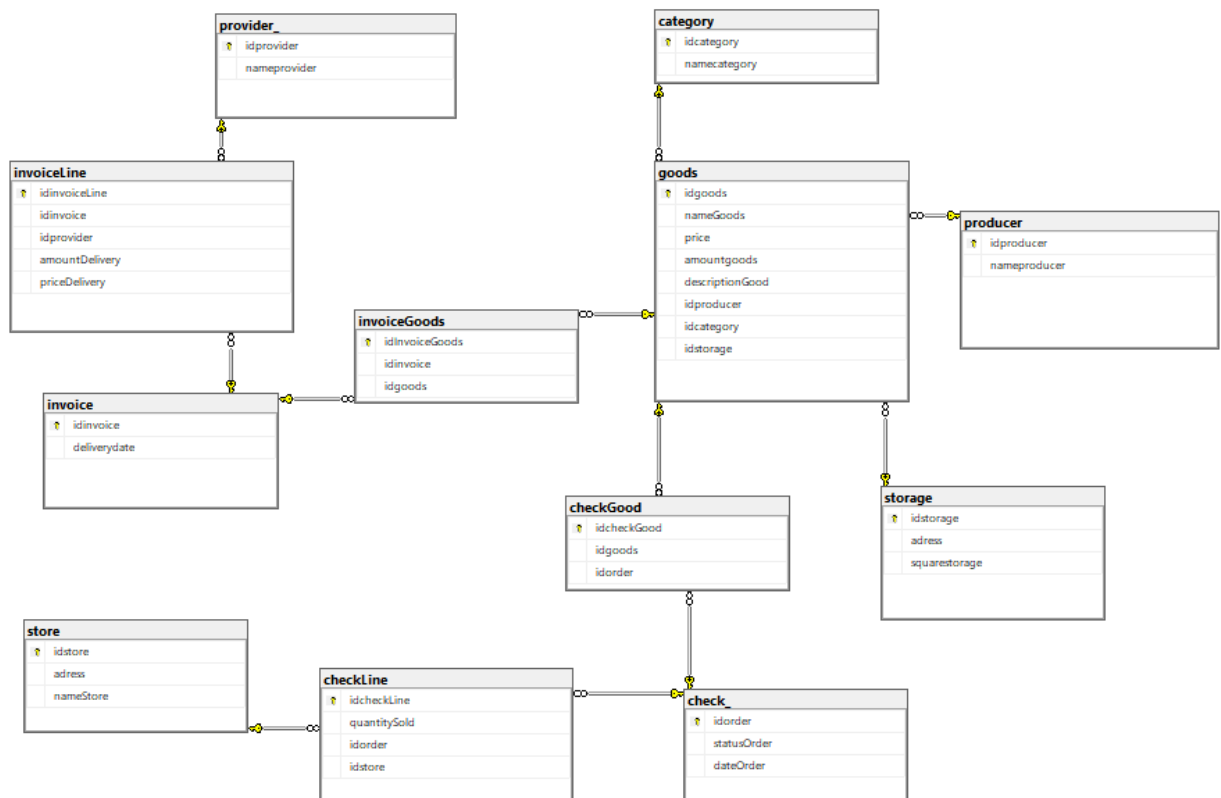 provider_
idprovider
nameprovider
category
idcategory
namecategory
invoiceLine
idinvoiceLine
idinvoice
idprovider
amountDelivery
priceDelivery
goods
idgoods
nameGoods
price
amountgoods
descriptionGood
idproducer
idcategory
idstorage
producer
idproducer
nameproducer
invoiceGoods
idInvoiceGoods
idinvoice
idgoods
invoice
idinvoice
deliverydate
checkGood
idcheckGood
idgoods
idorder
storage
idstorage
adress
squarestorage
store
idstore
adress
nameStore
checkLine
idcheckLine
quantitySold
idorder
idstore
check_
idorder
statusOrder
dateOrder